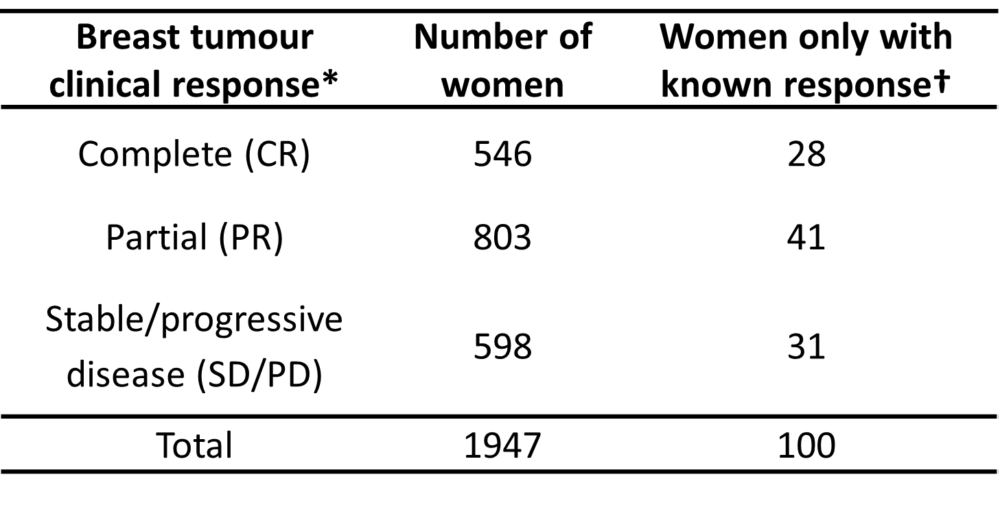 Breast tumour Number of Women only with
clinical response* women known response†
Complete (CR) 546 28
Partial (PR) 803 41
Stable/progressive
disease (SD/PD) 598 31
Total 1947 100